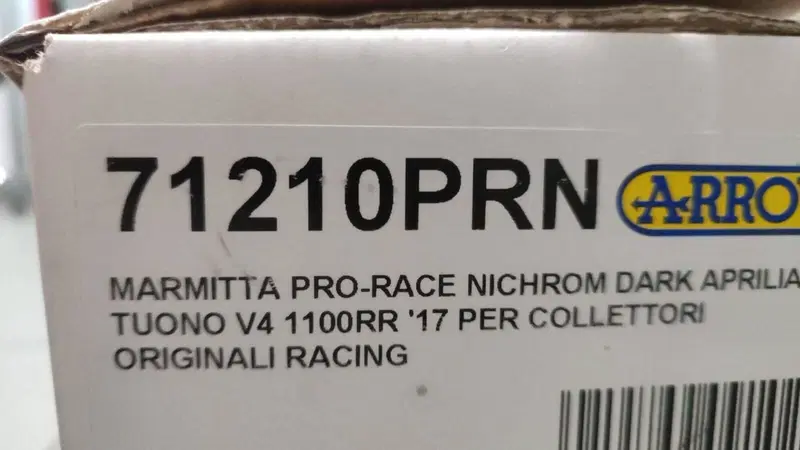 71210PRN ARRO
MARMITTA PRO-RACE NICHROM DARK APRILIA
TUONO V4 1100RR '17 PER COLLETTORI
ORIGINALI RACING